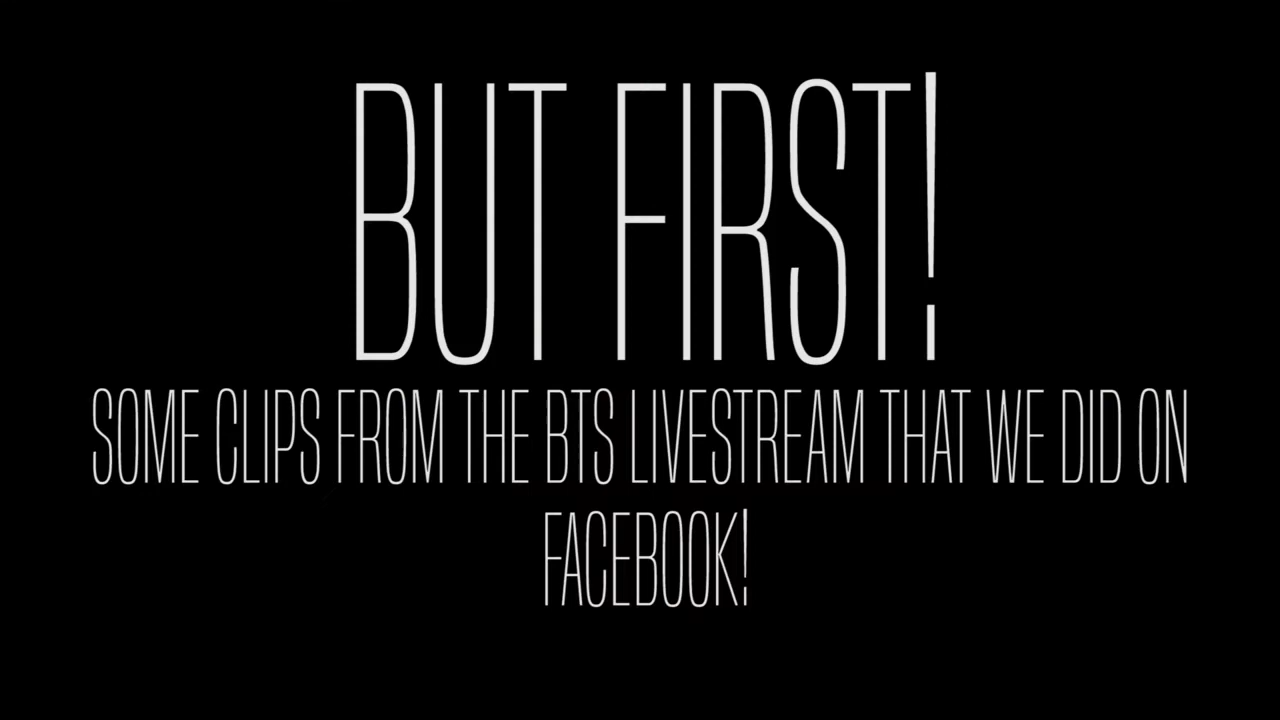 BUT FIRST!
SOME CLIPS FROM THE BTS LIVESTREAM THAT WE DID ON
FACEBOOK!